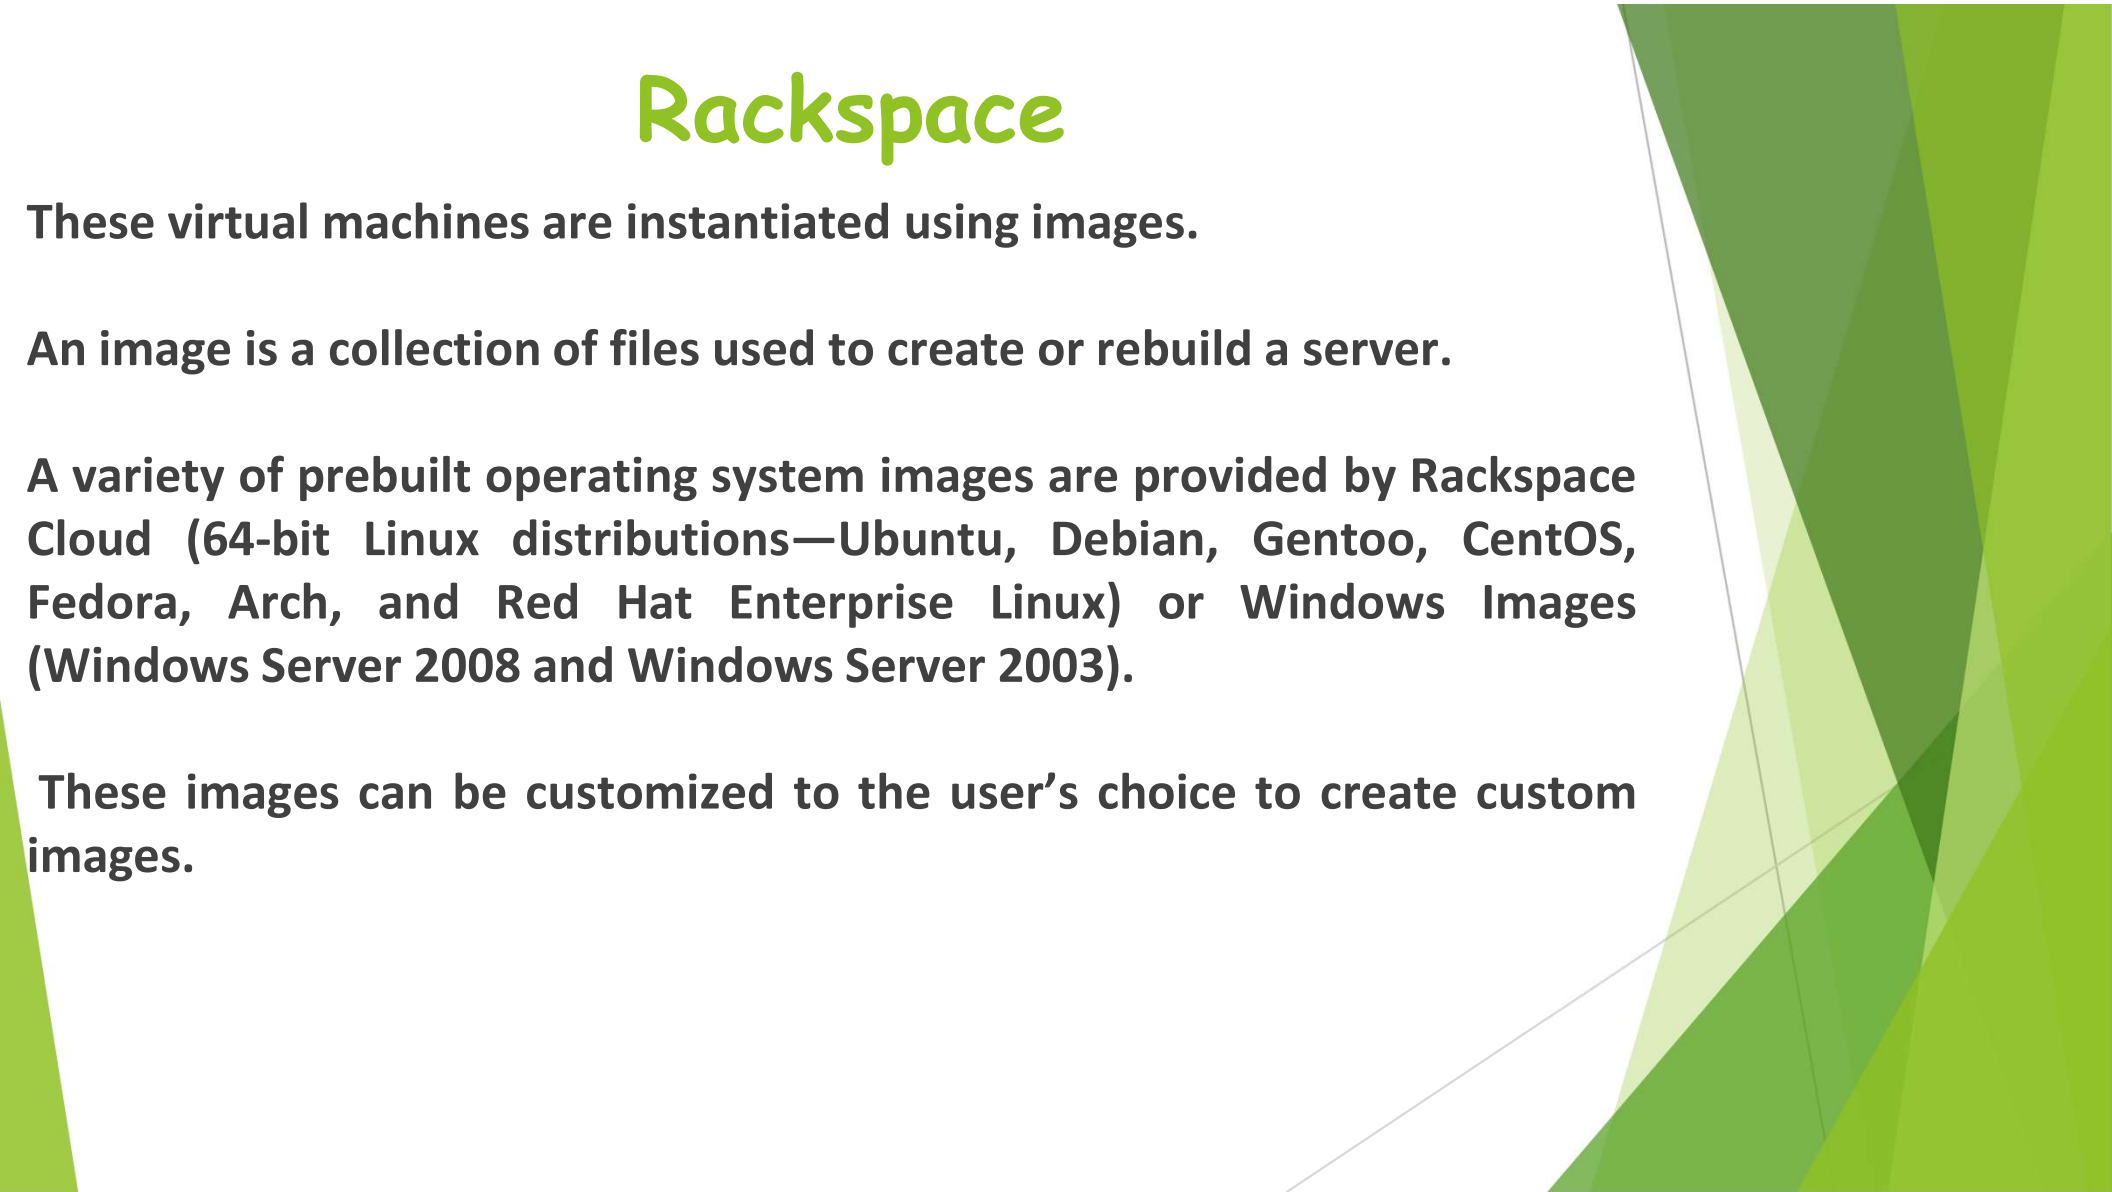 Rackspace
These virtual machines are instantiated using images.
An image is a collection of files used to create or rebuild a server.
A variety of prebuilt operating system images are provided by Rackspace
Cloud (64-bit Linux distributions—Ubuntu, Debian, Gentoo, CentOS,
Fedora, Arch, and Red Hat Enterprise Linux) or Windows Images
(Windows Server 2008 and Windows Server 2003).
These images can be customized to the user’s choice to create custom
images.